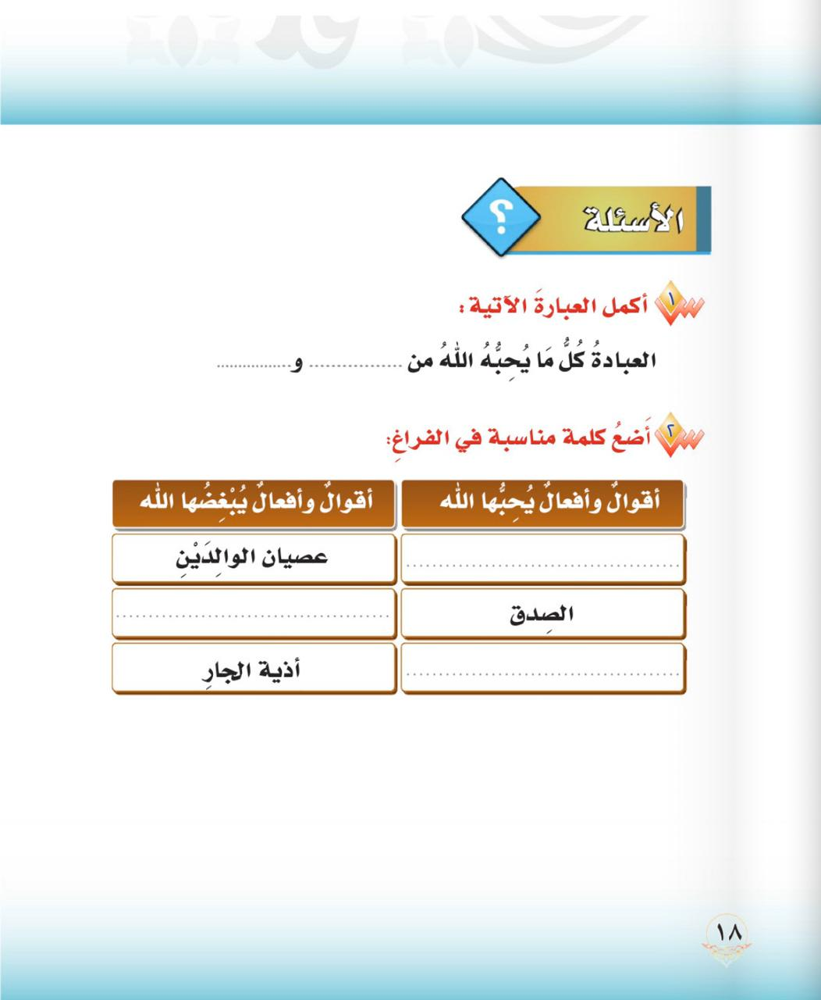 الأسئلة ؟
س١ أكمل العبارةَ الآتية :
العبادةُ كُلُّ مَا يُحِبُّهُ اللهُ من ................ و..............
س٢ أَضعُ كلمة مناسبة في الفراغِ:
أقوالٌ وأفعالٌ يُحِبُّها الله أقوالٌ وأفعالٌ يُبْغِضُها الله
........................................ عصيان الوالِدَيْنِ
الصِدق ........................................
........................................ أذية الجارِ
١٨